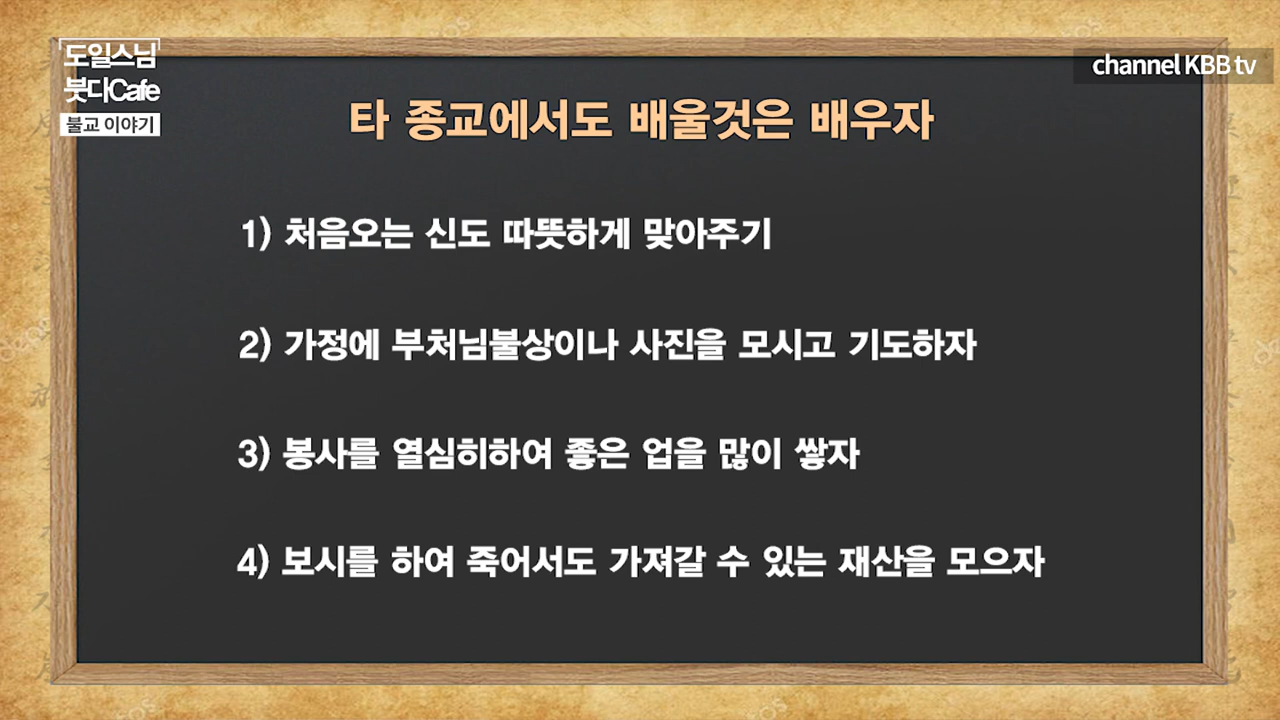 도일스님
붓다Cafe
불교 이야기
channel KBB tv
타 종교에서도 배울것은 배우자
1) 처음오는 신도 따뜻하게 맞아주기
2) 가정에 부처님불상이나 사진을 모시고 기도하자
3) 봉사를 열심히하여 좋은 업을 많이 쌓자
4) 보시를 하여 죽어서도 가져갈 수 있는 재산을 모으자